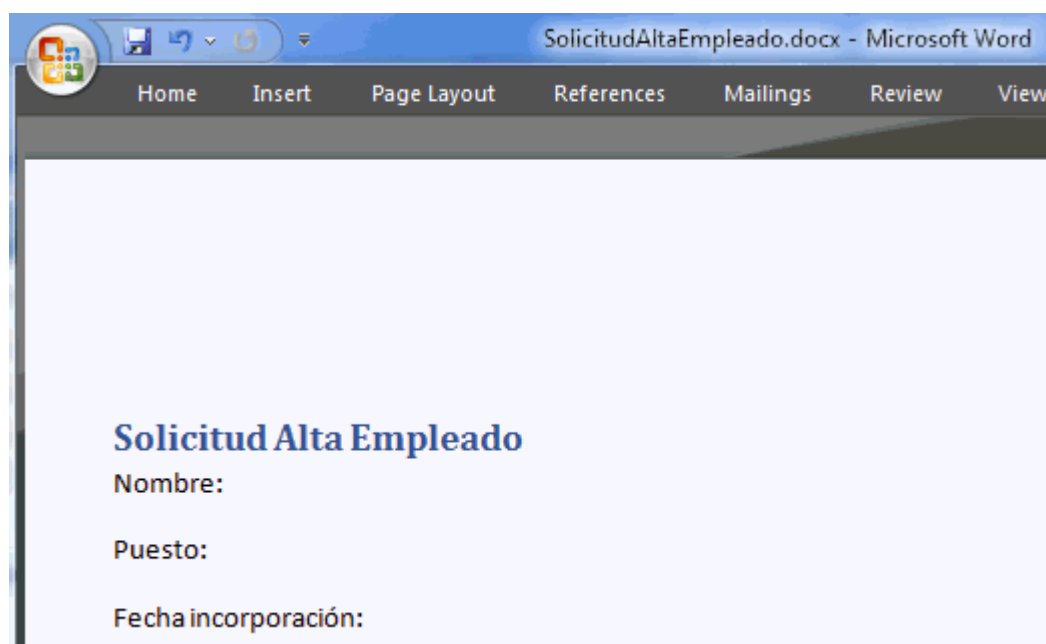 SolicitudAltaEmpleado.docx - Microsoft Word
Home Insert Page Layout References Mailings Review View
Solicitud Alta Empleado
Nombre:
Puesto:
Fecha incorporación: